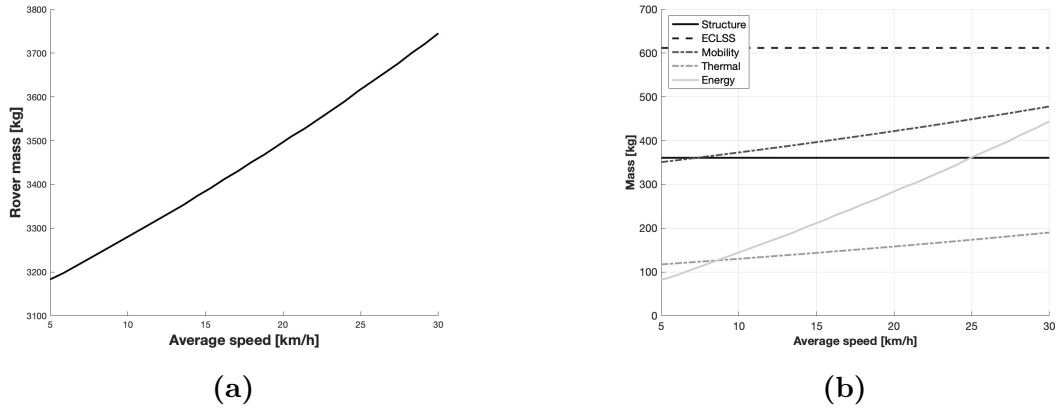 3800
3700
3600
3500
3400
3300
3200
3100
Rover mass [kg]
5 10 15 20 25 30
Average speed [km/h]
(a)
700
600
500
400
300
200
100
0
Mass [kg]
Structure
ECLSS
Mobility
Thermal
Energy
5 10 15 20 25 30
Average speed [km/h]
(b)